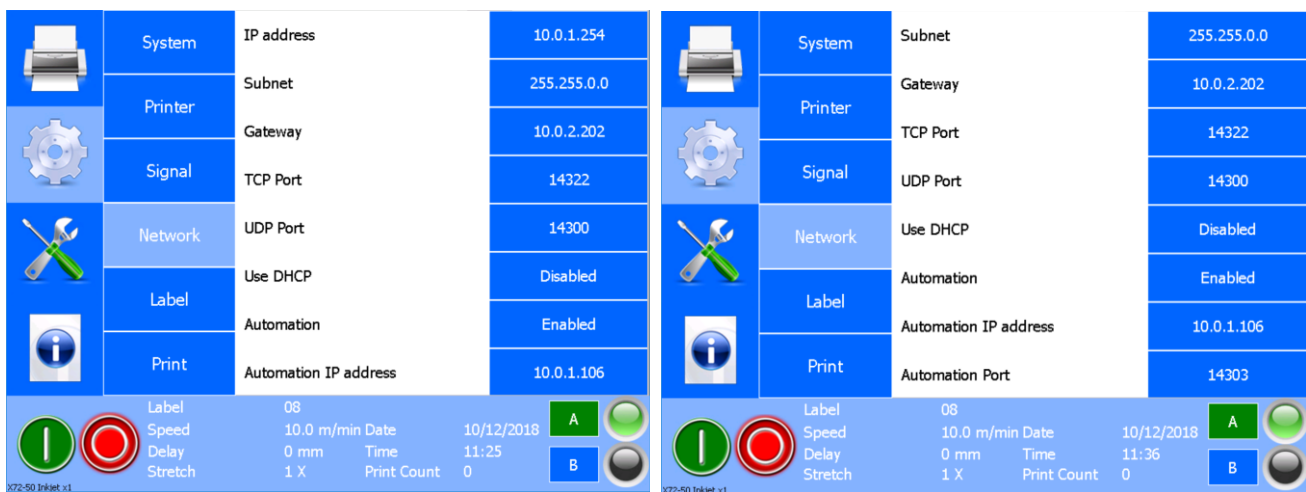 System
Printer
Signal
Network
Label
Print
IP address 10.0.1.254
Subnet 255.255.0.0
Gateway 10.0.2.202
TCP Port 14322
UDP Port 14300
Use DHCP Disabled
Automation Enabled
Automation IP address 10.0.1.106
Label 08
Speed 10.0 m/min Date 10/12/2018
Delay 0 mm Time 11:25
Stretch 1 X Print Count 0
A
B
X72-50 Inkjet x1
System
Printer
Signal
Network
Label
Print
Subnet 255.255.0.0
Gateway 10.0.2.202
TCP Port 14322
UDP Port 14300
Use DHCP Disabled
Automation Enabled
Automation IP address 10.0.1.106
Automation Port 14303
Label 08
Speed 10.0 m/min Date 10/12/2018
Delay 0 mm Time 11:36
Stretch 1 X Print Count 0
A
B
X72-50 Inkjet x1